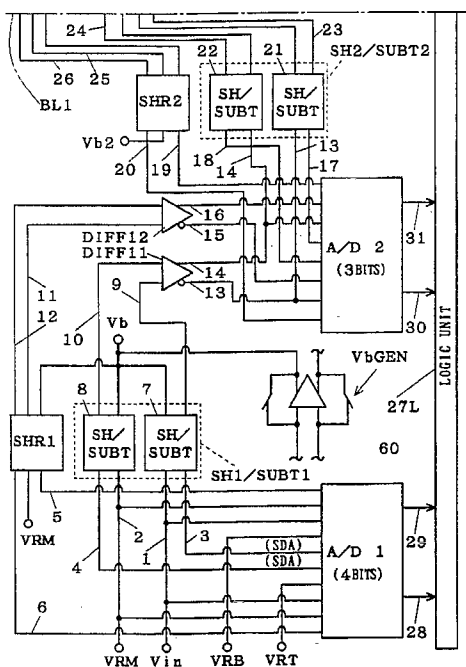 24
23
22
21
SH2/SUBT2
26
25
BL1
SHR2
SH/
SUBT
SH/
SUBT
Vb2
20
19
18
14
13
17
16
DIFF12
15
DIFF11
14
13
A/D 2
(3BITS)
31
30
11
12
10
9
Vb
VbGEN
27L
LOGIC UNIT
8
7
SH/
SUBT
SH/
SUBT
SHR1
60
SH1/SUBT1
5
VRM
2
3
4
1
(SDA)
(SDA)
A/D 1
(4BITS)
29
28
6
VRM
Vin
VRB
VRT